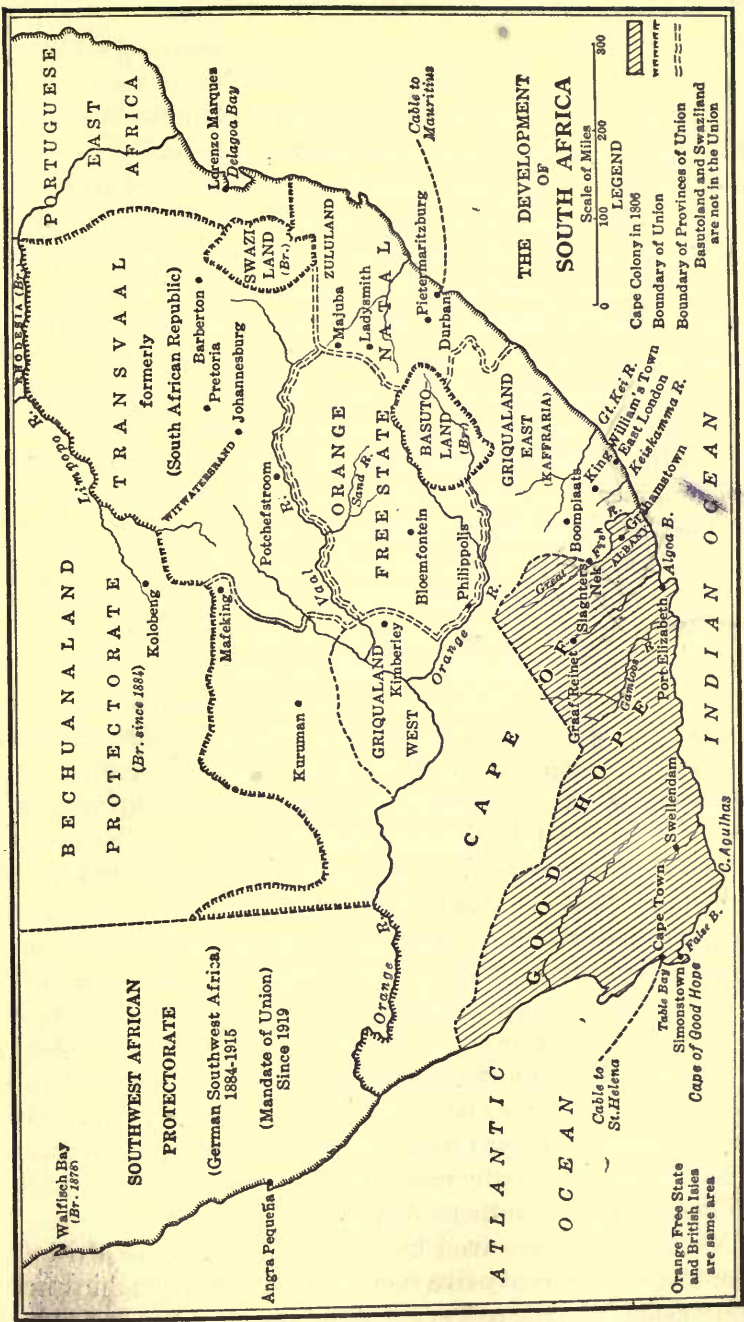 THE DEVELOPMENT
OF
SOUTH AFRICA
Scale of Miles
0 100 200 300
LEGEND
Cape Colony in 1806
Boundary of Union
Boundary of Provinces of Union
Basutoland and Swaziland
are not in the Union
N Walfisch Bay
(Br. 1878)
SOUTHWEST AFRICAN
PROTECTORATE
(German Southwest Africa)
1884-1915
(Mandate of Union)
Since 1919
Angra Pequeña
BECHUANALAND
PROTECTORATE
(Br. since 1884)
Kolobeng
Mafeking
Kuruman
RHODESIA (Br.
Limpopo R.
TRANSVAAL
formerly
(South African Republic)
Barberton
Pretoria
Johannesburg
WITWATERSRAND
Potchefstroom
PORTUGUESE
EAST
AFRICA
Lorenzo Marques
Delagoa Bay
SWAZI
LAND
(Br.)
ZULULAND
Majuba
Ladysmith
NATAL
Pietermaritzburg
Durban
Cable to
Mauritius
Vaal R.
ORANGE
Sand R.
FREE STATE
Bloemfontein
Philippolis
BASUTO-
LAND
(Br.)
GRIQUALAND
WEST
Kimberley
Orange R.
Orange R.
GRIQUALAND
EAST
(KAFFRARIA)
Gt. Kei R.
King William's Town
East London
Keiskamma R.
Boomplaats
Great Fish R.
Slaghters
Nek
Grahamstown
ALBANY
Algoa B.
Graaf Reinet
Gamtoos R.
Port Elizabeth
CAPE OF
GOOD HOPE
Swellendam
Cape Town
Table Bay
Simonstown
False B.
Cape of Good Hope
C. Agulhas
Cable to
St. Helena
ATLANTIC
OCEAN
INDIAN OCEAN
Orange Free State
and British Isles
are same area